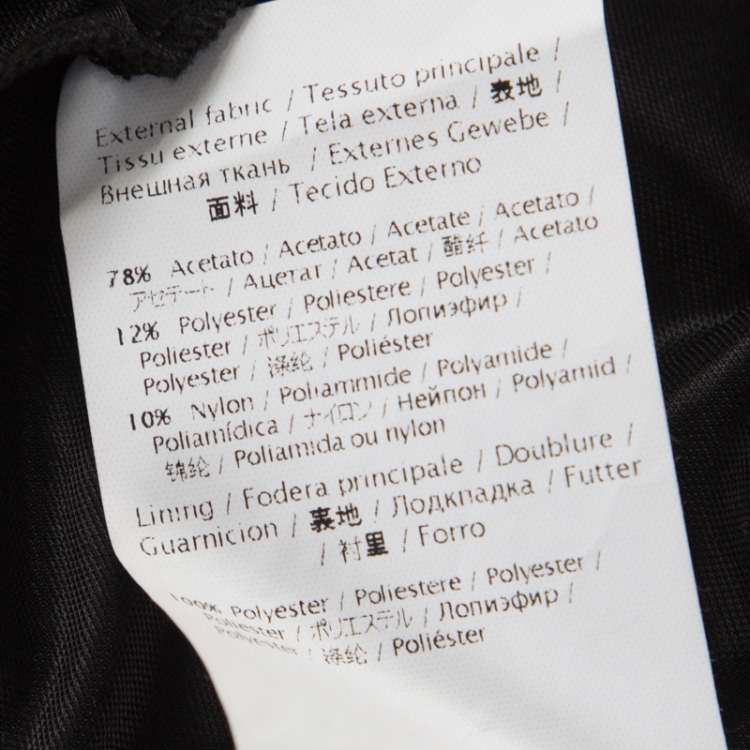 External fabric / Tessuto principale /
Tissu externe / Tela externa / 表地 /
Внешная ткань / Externes Gewebe /
面料 / Tecido Externo
78% Acetato / Acetato / Acetate / Acetato /
アセテート / Ацетат / Acetat / 醋纤 / Acetato
12% Polyester / Poliestere / Polyester /
Poliester / ポリエステル / Лопиэфир /
Polyester / 涤纶 / Poliéster
10% Nylon / Poliammide / Polyamide /
Poliamídica / ナイロン / Нейпон / Polyamid /
锦纶 / Poliamida ou nylon
Lining / Fodera principale / Doublure /
Guarnicion / 裏地 / Лодкпадка / Futter
/ 衬里 / Forro
100% Polyester / Poliestere / Polyester /
Poliester / ポリエステル / Лопиэфир /
Polyester / 涤纶 / Poliéster